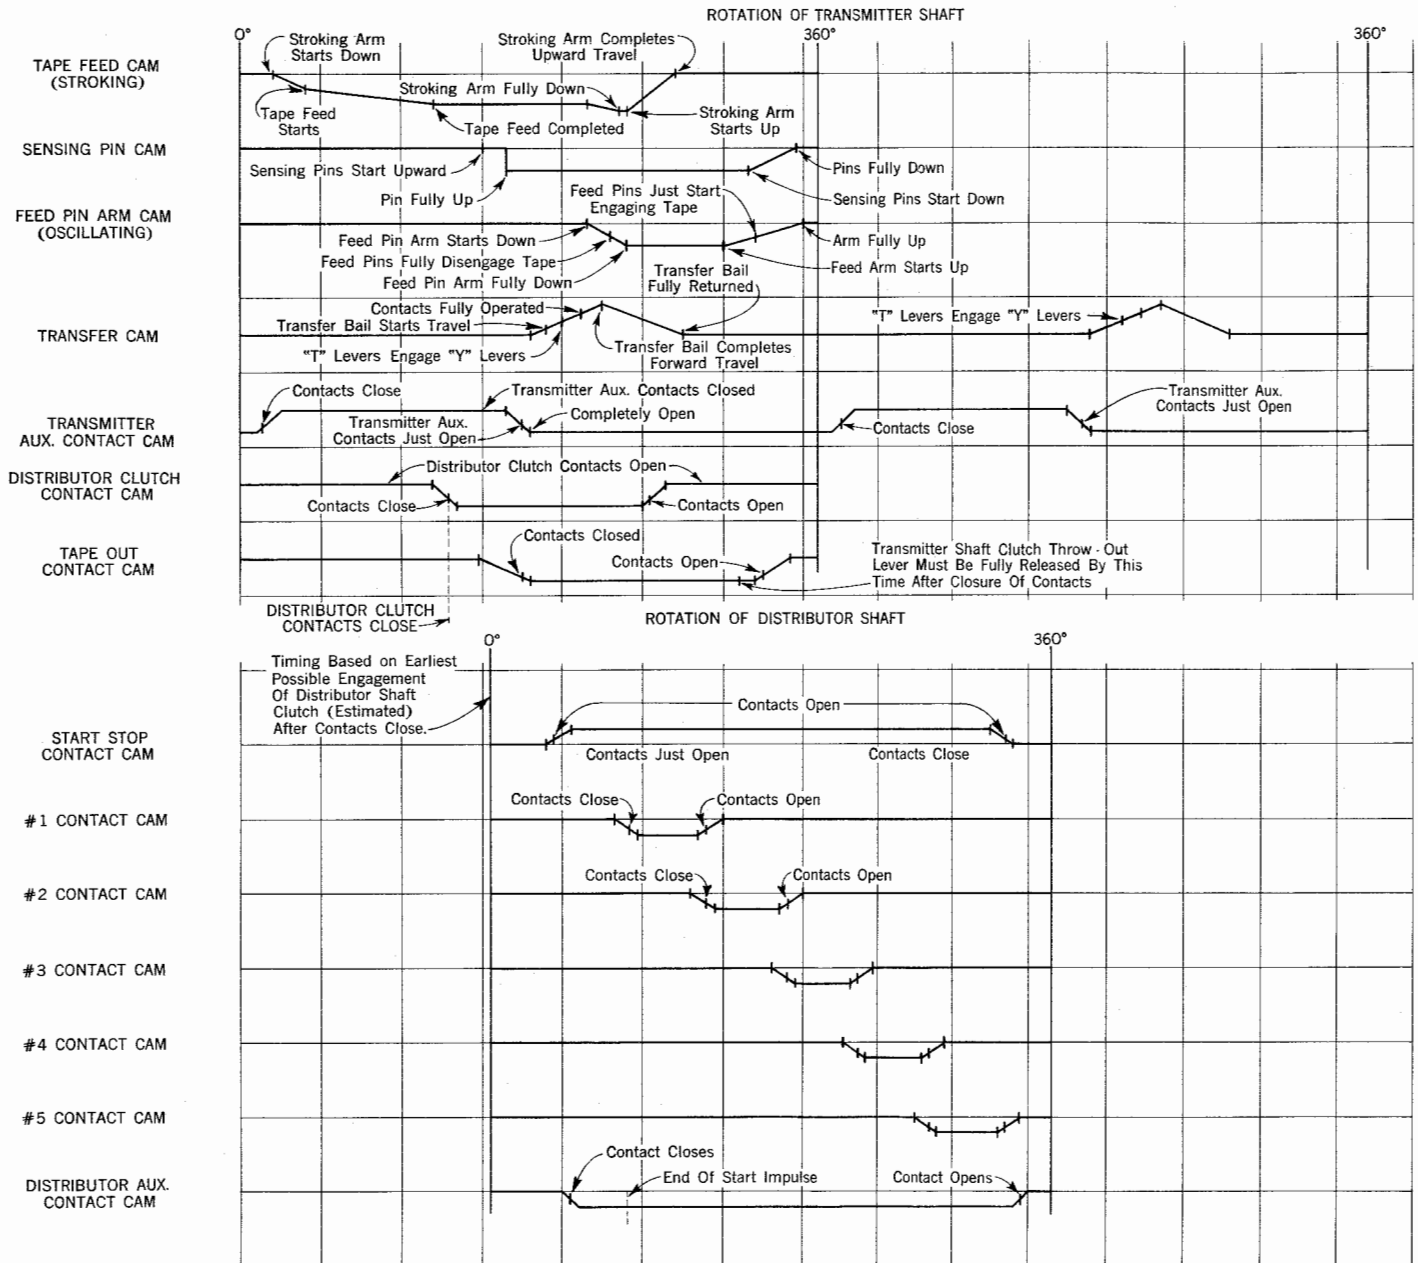 ROTATION OF TRANSMITTER SHAFT
0°
360°
360°
TAPE FEED CAM
(STROKING)
Stroking Arm
Starts Down
Stroking Arm Completes
Upward Travel
Stroking Arm Fully Down
Tape Feed
Starts
Tape Feed Completed
Stroking Arm
Starts Up
SENSING PIN CAM
Sensing Pins Start Upward
Pin Fully Up
Pins Fully Down
Sensing Pins Start Down
FEED PIN ARM CAM
(OSCILLATING)
Feed Pins Just Start
Engaging Tape
Feed Pin Arm Starts Down
Feed Pins Fully Disengage Tape
Feed Pin Arm Fully Down
Arm Fully Up
Feed Arm Starts Up
Transfer Bail
Fully Returned
TRANSFER CAM
Contacts Fully Operated
Transfer Bail Starts Travel
"T" Levers Engage "Y" Levers
Transfer Bail Completes
Forward Travel
"T" Levers Engage "Y" Levers
TRANSMITTER
AUX. CONTACT CAM
Contacts Close
Transmitter Aux. Contacts Closed
Transmitter Aux.
Contacts Just Open
Completely Open
Contacts Close
Transmitter Aux.
Contacts Just Open
DISTRIBUTOR CLUTCH
CONTACT CAM
Distributor Clutch Contacts Open
Contacts Close
Contacts Open
TAPE OUT
CONTACT CAM
Contacts Closed
Contacts Open
Transmitter Shaft Clutch Throw-Out
Lever Must Be Fully Released By This
Time After Closure Of Contacts
DISTRIBUTOR CLUTCH
CONTACTS CLOSE
ROTATION OF DISTRIBUTOR SHAFT
0°
360°
Timing Based on Earliest
Possible Engagement
Of Distributor Shaft
Clutch (Estimated)
After Contacts Close.
START STOP
CONTACT CAM
Contacts Open
Contacts Just Open
Contacts Close
#1 CONTACT CAM
Contacts Close
Contacts Open
#2 CONTACT CAM
Contacts Close
Contacts Open
#3 CONTACT CAM
#4 CONTACT CAM
#5 CONTACT CAM
DISTRIBUTOR AUX.
CONTACT CAM
Contact Closes
End Of Start Impulse
Contact Opens